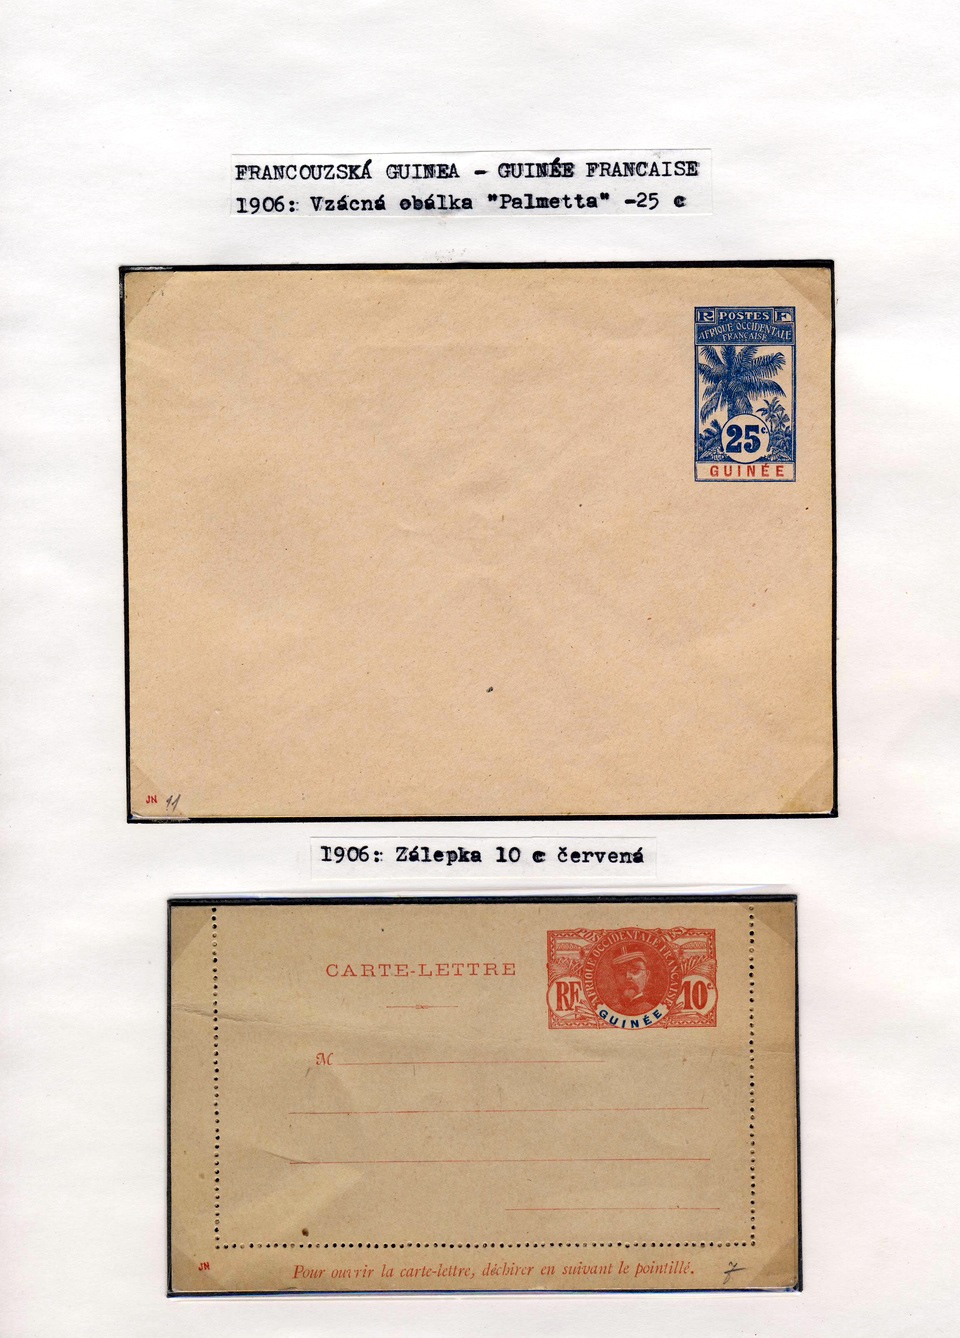 FRANCOUZSKÁ GUINEA - GUINÉE FRANCAISE
1906: Vzácná obálka "Palmetta" -25 c
R POSTES F
AFRIQUE OCCIDENTALE
FRANÇAISE
25c.
GUINÉE
JN 11
1906: Zálepka 10 c červená
CARTE-LETTRE
POSTES
AFRIQUE OCCIDENTALE FRANÇAISE
RF 10c
GUINÉE
M
JN
Pour ouvrir la carte-lettre, déchirer en suivant le pointillé. 7